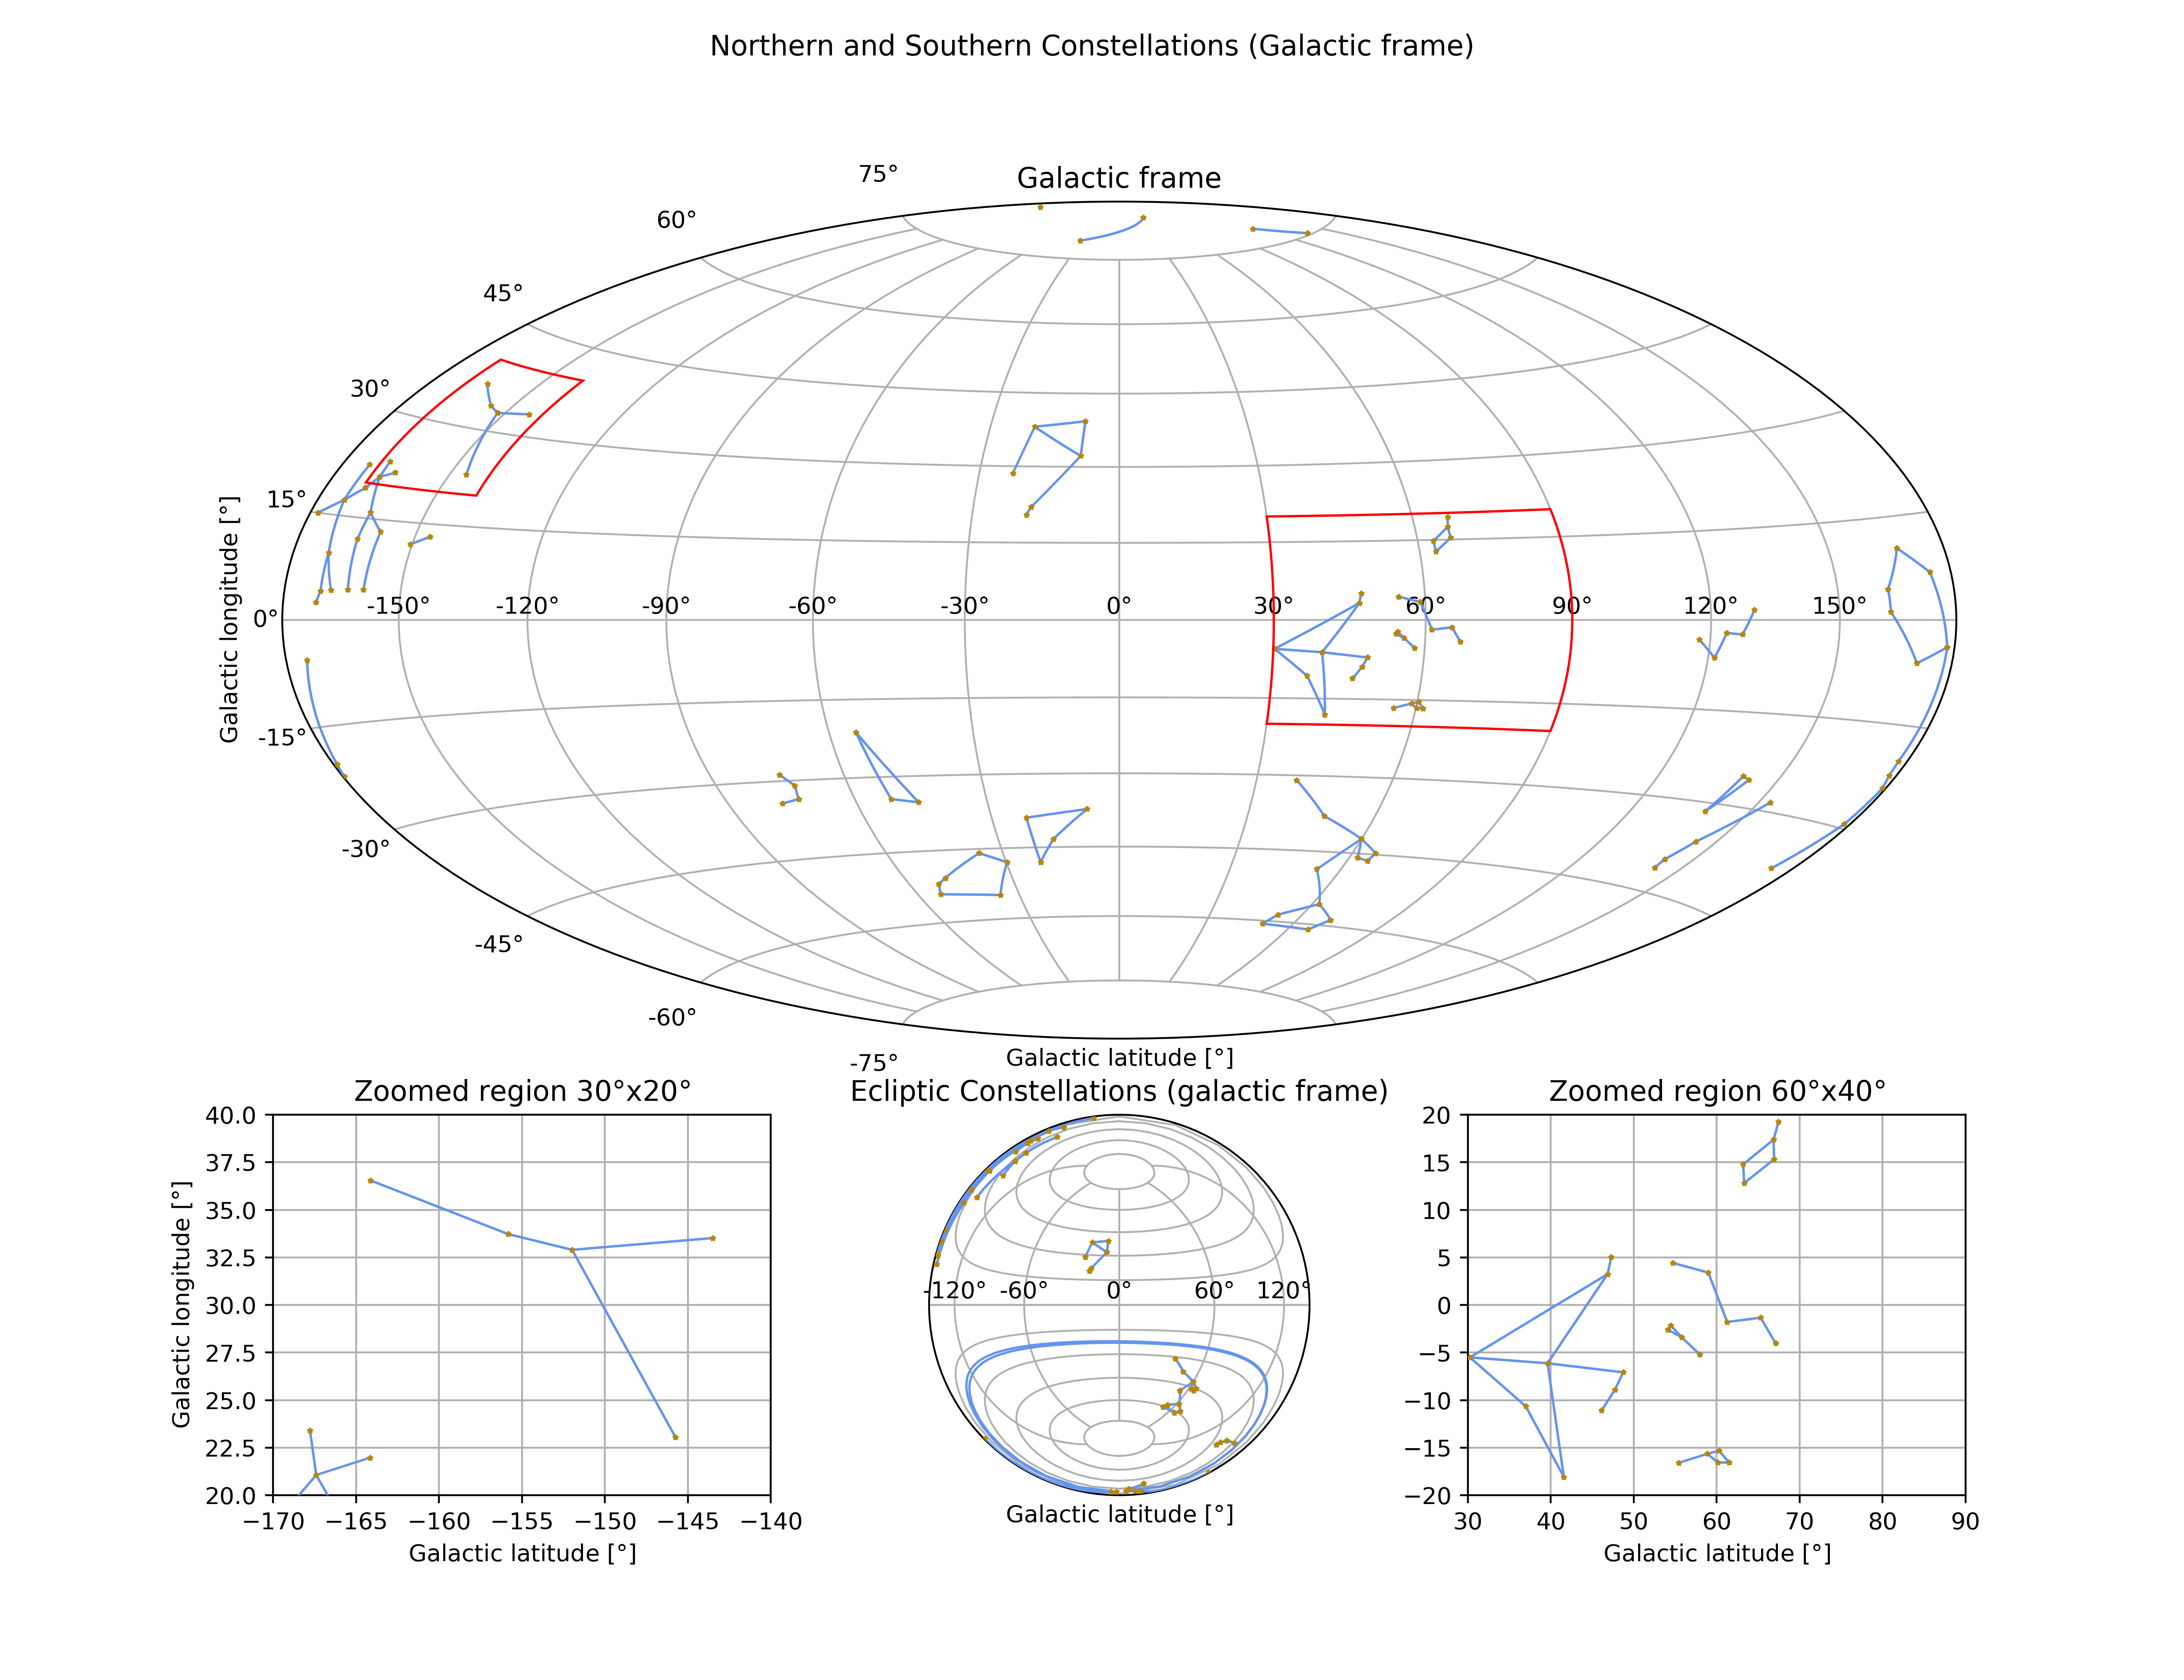 Northern and Southern Constellations (Galactic frame)
75°
Galactic frame
60°
45°
30°
15°
Galactic longitude [°]
0°
-150° -120° -90° -60° -30° 0° 30° 60° 90° 120° 150°
-15°
-30°
-45°
-60°
-75°
Galactic latitude [°]
Zoomed region 30°x20°
40.0
37.5
35.0
32.5
30.0
27.5
25.0
22.5
20.0
Galactic longitude [°]
−170 −165 −160 −155 −150 −145 −140
Galactic latitude [°]
Ecliptic Constellations (galactic frame)
-120° -60° 0° 60° 120°
Galactic latitude [°]
Zoomed region 60°x40°
20
15
10
5
0
−5
−10
−15
−20
30 40 50 60 70 80 90
Galactic latitude [°]